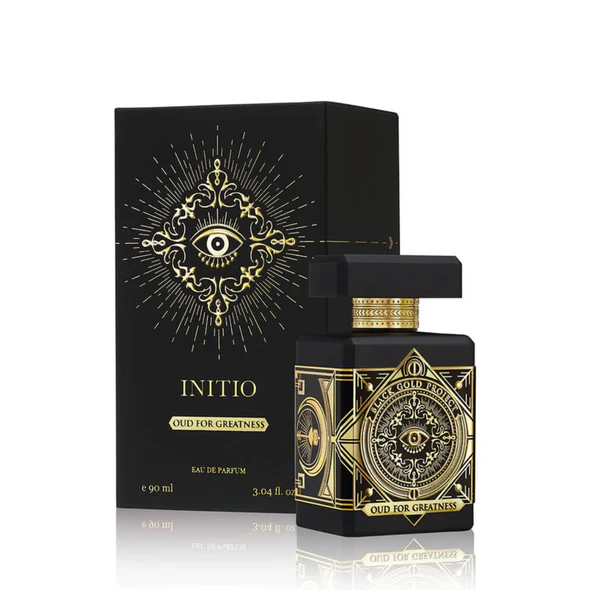 INITIO
OUD FOR GREATNESS
EAU DE PARFUM
e 90 ml 3.04 fl. oz
BLACK GOLD PROJECT
OUD FOR GREATNESS